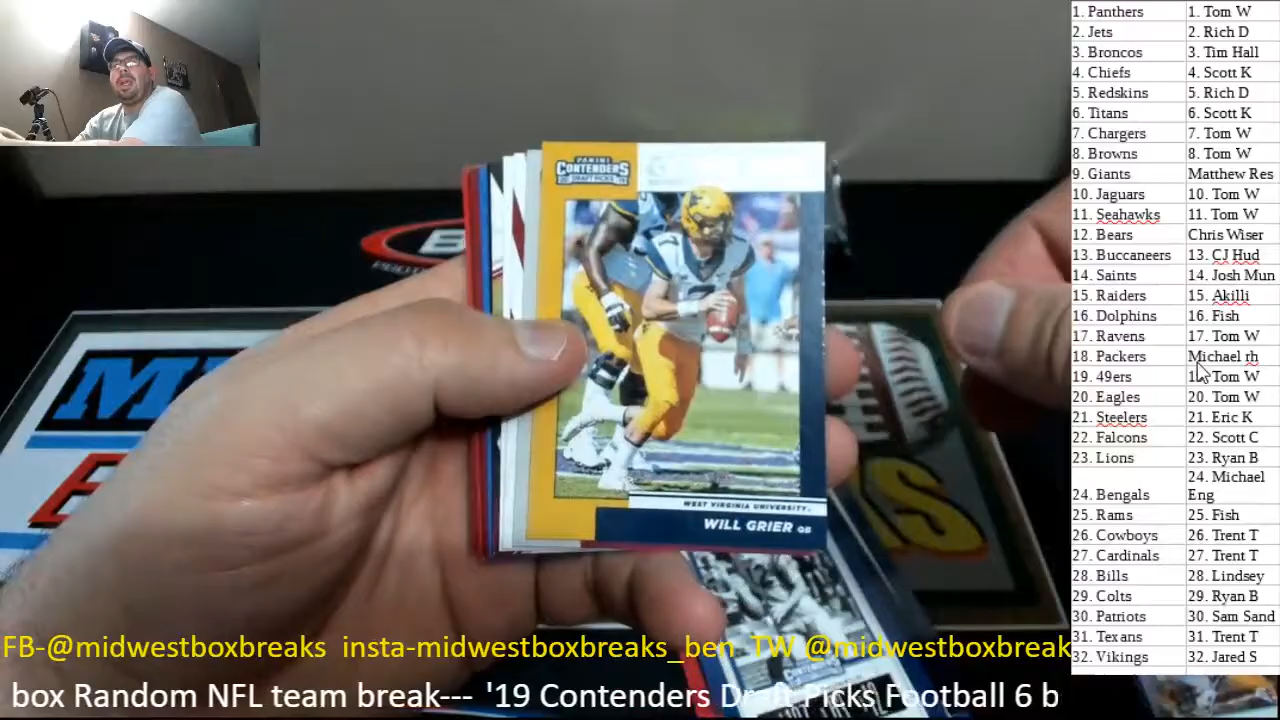 1. Panthers 1. Tom W
2. Jets 2. Rich D
3. Broncos 3. Tim Hall
4. Chiefs 4. Scott K
5. Redskins 5. Rich D
6. Titans 6. Scott K
7. Chargers 7. Tom W
8. Browns 8. Tom W
9. Giants Matthew Res
10. Jaguars 10. Tom W
11. Seahawks 11. Tom W
12. Bears Chris Wiser
13. Buccaneers 13. CJ Hud
14. Saints 14. Josh Mun
15. Raiders 15. Akilli
16. Dolphins 16. Fish
17. Ravens 17. Tom W
18. Packers Michael rh
19. 49ers Tom W
20. Eagles 20. Tom W
21. Steelers 21. Eric K
22. Falcons 22. Scott C
23. Lions 23. Ryan B
24. Bengals 24. Michael
Eng
25. Rams 25. Fish
26. Cowboys 26. Trent T
27. Cardinals 27. Trent T
28. Bills 28. Lindsey
29. Colts 29. Ryan B
30. Patriots 30. Sam Sand
31. Texans 31. Trent T
32. Vikings 32. Jared S
PANINI
CONTENDERS
DRAFT PICKS
WEST VIRGINIA UNIVERSITY
WILL GRIER QB
FB-@midwestboxbreaks insta-midwestboxbreaks_ben TW @midwestboxbreak
box Random NFL team break--- '19 Contenders Draft Picks Football 6 b